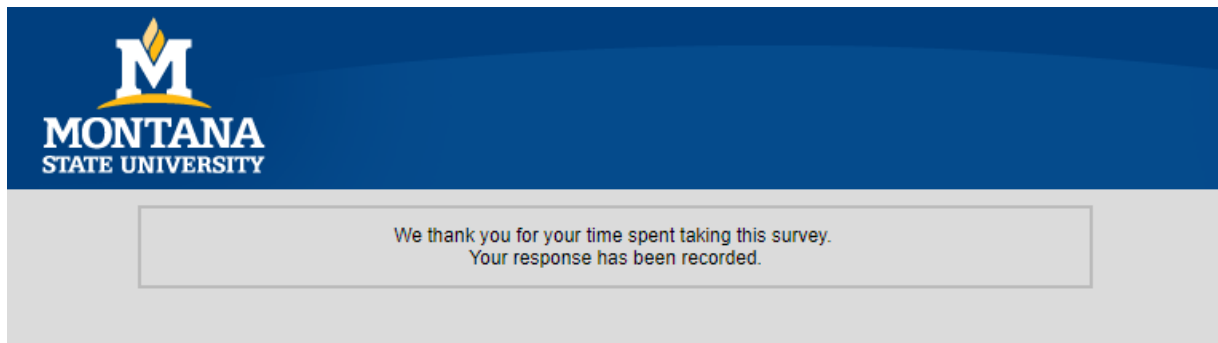 M
MONTANA
STATE UNIVERSITY
We thank you for your time spent taking this survey.
Your response has been recorded.